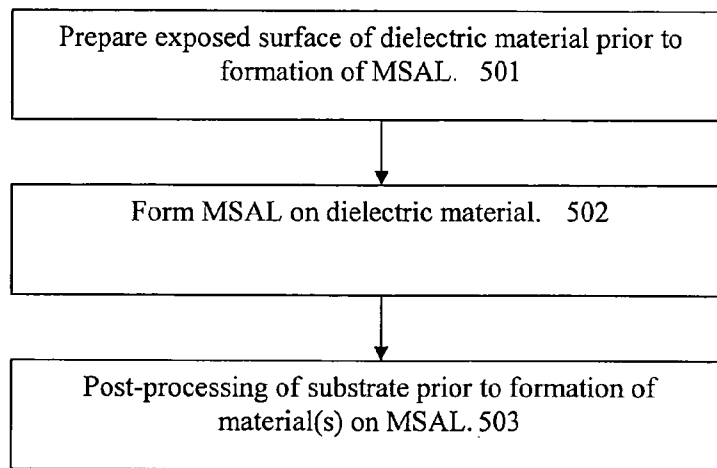 Prepare exposed surface of dielectric material prior to
formation of MSAL. 501
Form MSAL on dielectric material. 502
Post-processing of substrate prior to formation of
material(s) on MSAL. 503